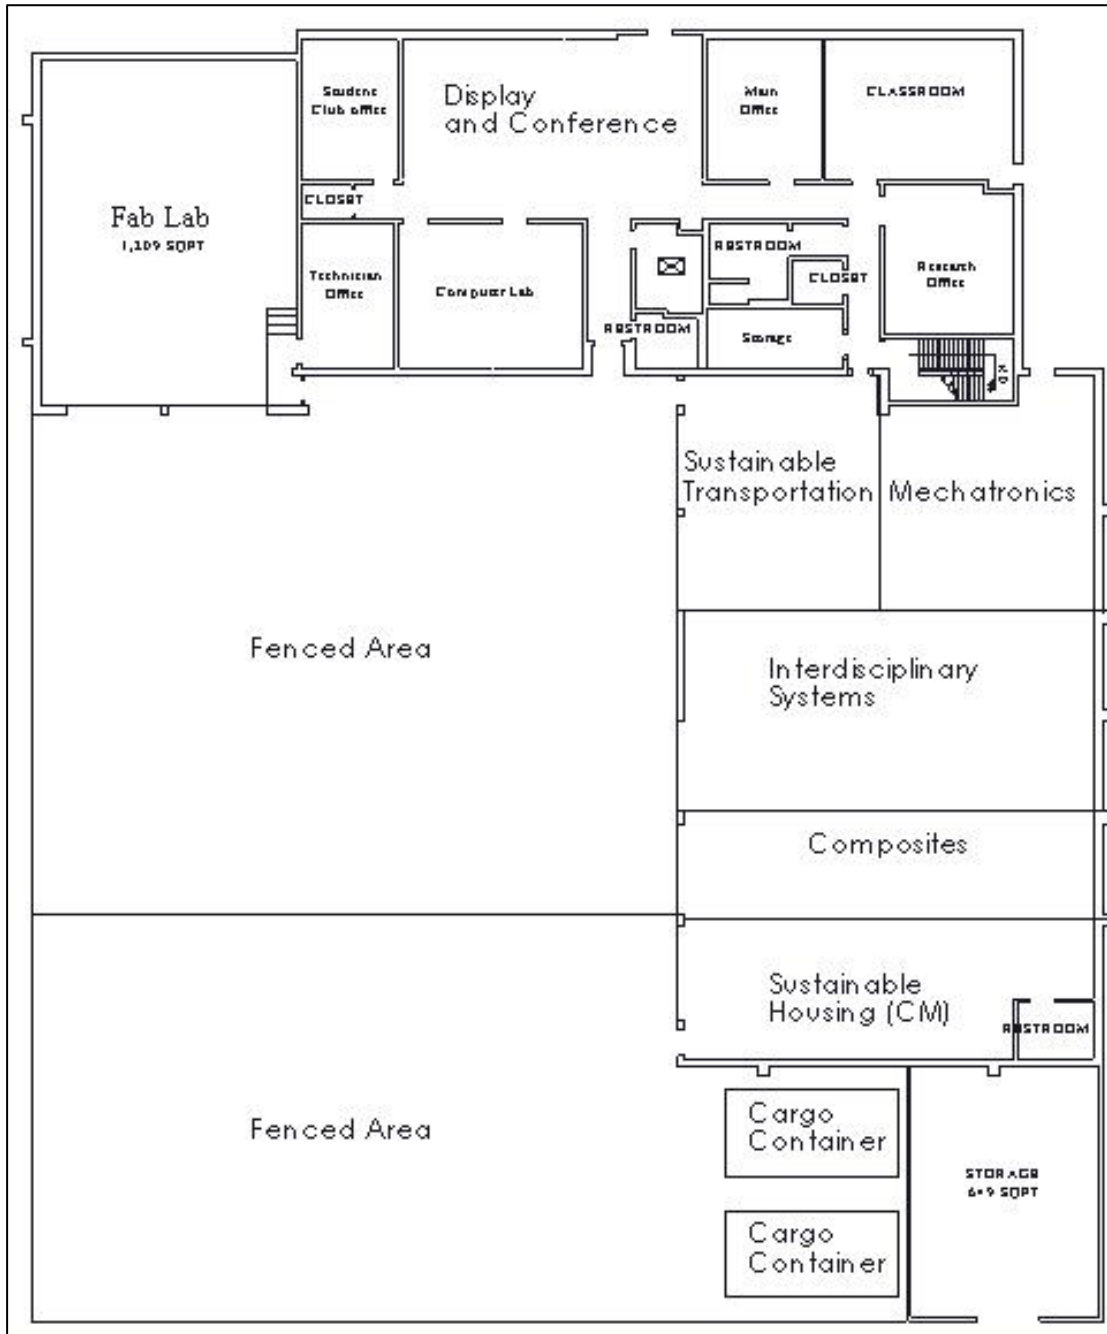 Student
Club office
Display
and Conference
Main
Office
CLASSROOM
CLOSET
Fab Lab
1,209 SQFT
Technician
Office
Computer Lab
RESTROOM
CLOSET
Research
Office
RESTROOM
Storage
Sustainable
Transportation
Mechatronics
Fenced Area
Interdisciplinary
Systems
Composites
Sustainable
Housing (CM)
RESTROOM
Fenced Area
Cargo
Container
STORAGE
SQFT
Cargo
Container